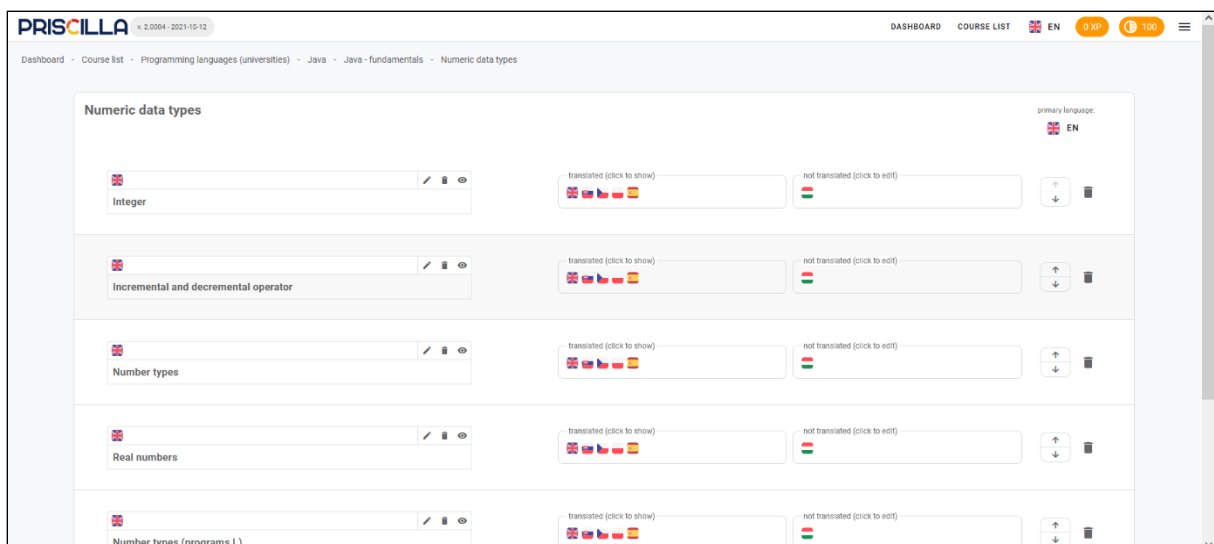 PRISCILLA v. 2.0004 - 2021-10-12 DASHBOARD COURSE LIST EN 0 XP 100
Dashboard - Course list - Programming languages (universities) - Java - Java - fundamentals - Numeric data types
Numeric data types
primary language:
EN
translated (click to show) not translated (click to edit)
Integer
translated (click to show) not translated (click to edit)
Incremental and decremental operator
translated (click to show) not translated (click to edit)
Number types
translated (click to show) not translated (click to edit)
Real numbers
translated (click to show) not translated (click to edit)
Number types (programs I.)